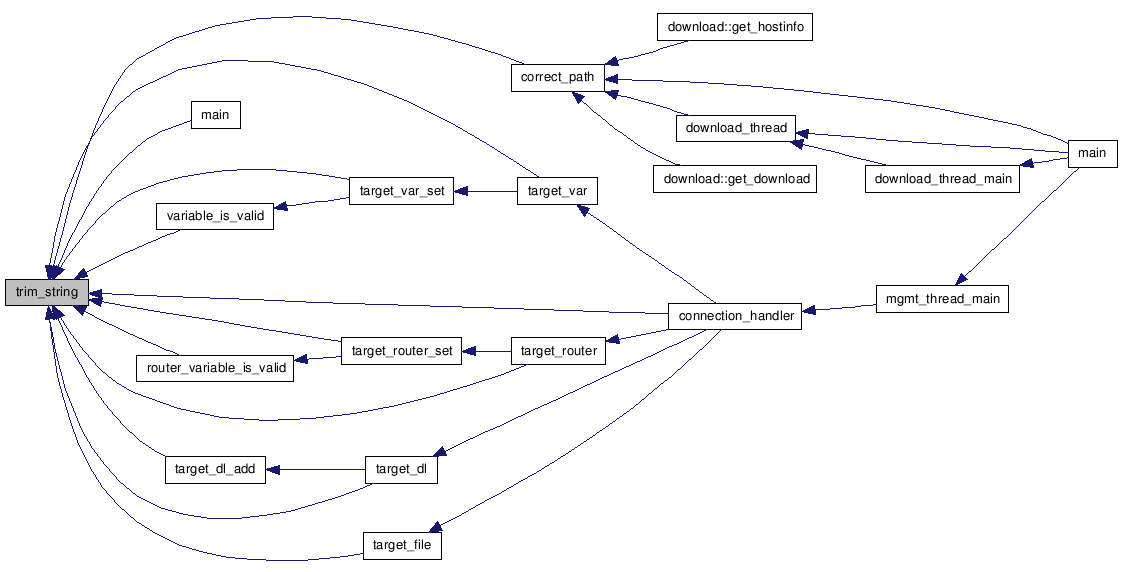 download::get_hostinfo
correct_path
main
download_thread
main
download::get_download
download_thread_main
target_var_set
target_var
variable_is_valid
trim_string
mgmt_thread_main
connection_handler
target_router_set
target_router
router_variable_is_valid
target_dl_add
target_dl
target_file